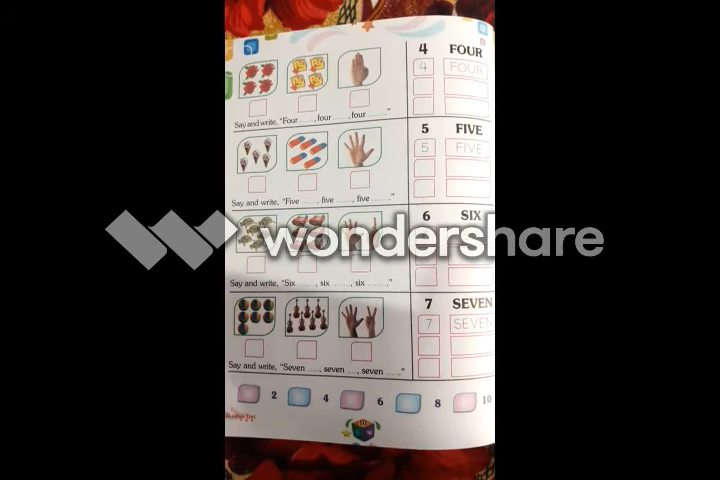 4 FOUR
4 FOUR
Say and write, "Four ......, four ......, four ......."
5 FIVE
5 FIVE
Say and write, "Five ......, five ......, five ......."
6 SIX
wondershare
Say and write, "Six ......, six ......, six ......."
7 SEVEN
7 SEVEN
Say and write, "Seven ......, seven ......, seven ......."
2 4 6 8 10
10